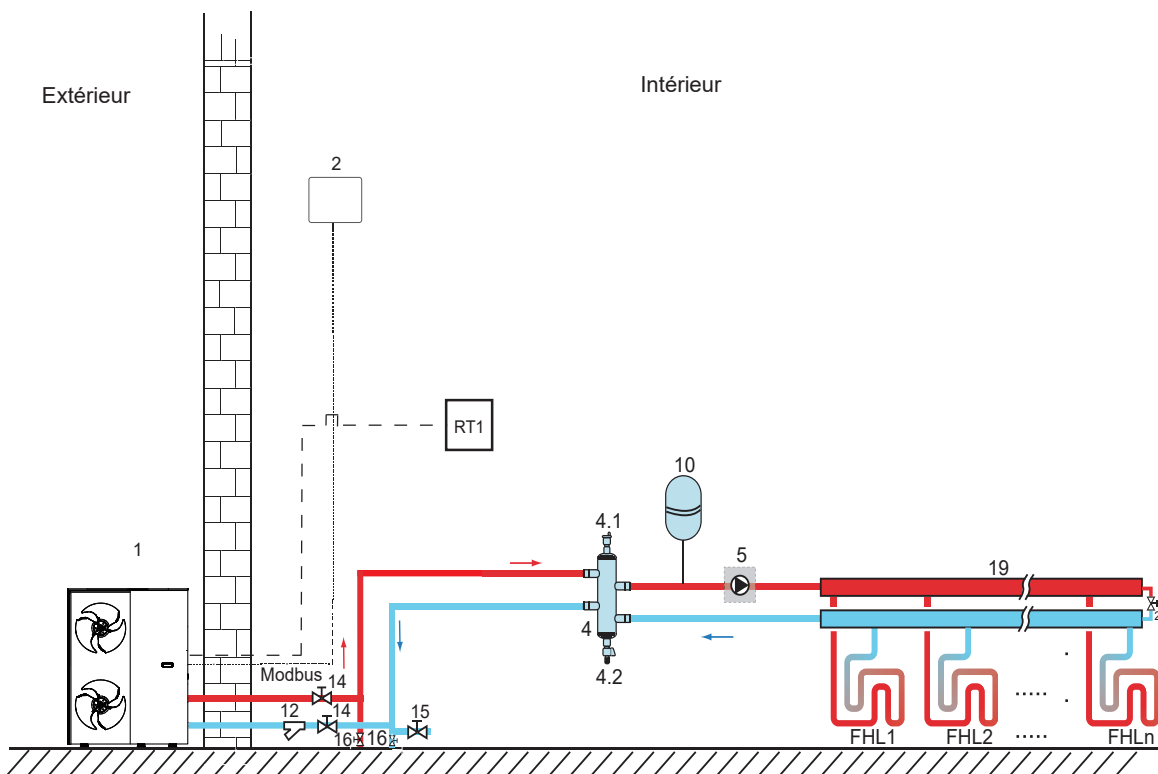 Extérieur
Intérieur
2
RT1
10
4.1
5
1
19
4
4.2
Modbus
14
12
14
15
16
16
FHL1
FHL2
.....
.....
FHLn